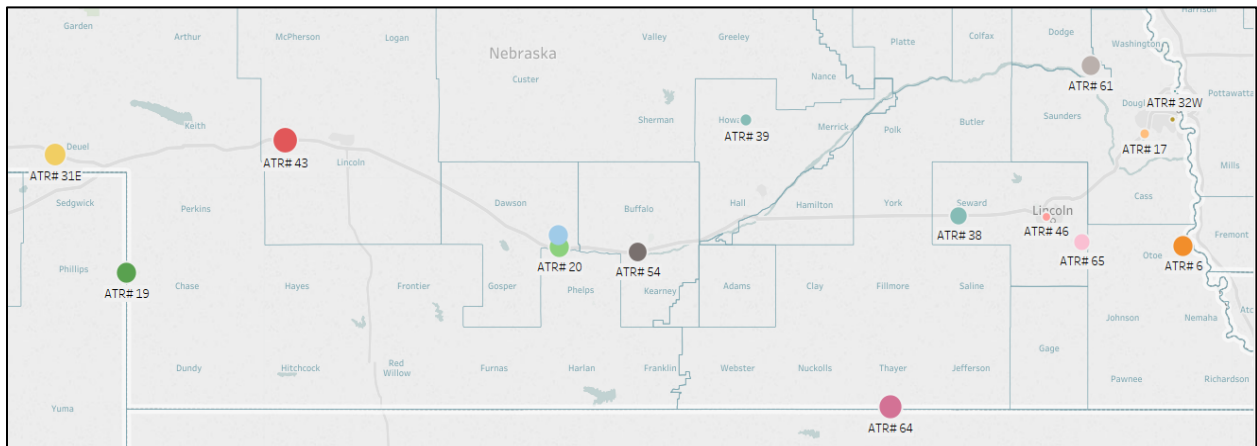 Garden
Arthur
McPherson
Logan
Nebraska
Valley
Greeley
Platte
Colfax
Dodge
Harrison
Washington
Custer
Nance
ATR# 61
Dougl
Pottawatta
ATR# 32W
Keith
Sherman
Howa
ATR# 39
Merrick
Polk
Butler
Saunders
Deuel
ATR# 31E
ATR# 43
Lincoln
ATR# 17
Mills
Sedgwick
Perkins
Dawson
Buffalo
Hall
Hamilton
York
Seward
Lincoln
Cass
ATR# 38
ATR# 46
Fremont
Phillips
ATR# 19
Chase
Hayes
Frontier
Gosper
ATR# 20
Phelps
ATR# 54
Kearney
Adams
Clay
Fillmore
Saline
ATR# 65
Otoe
ATR# 6
Johnson
Nemaha
Atc
Dundy
Hitchcock
Red
Willow
Furnas
Harlan
Franklin
Webster
Nuckolls
Thayer
Jefferson
Gage
Pawnee
Richardson
Yuma
ATR# 64